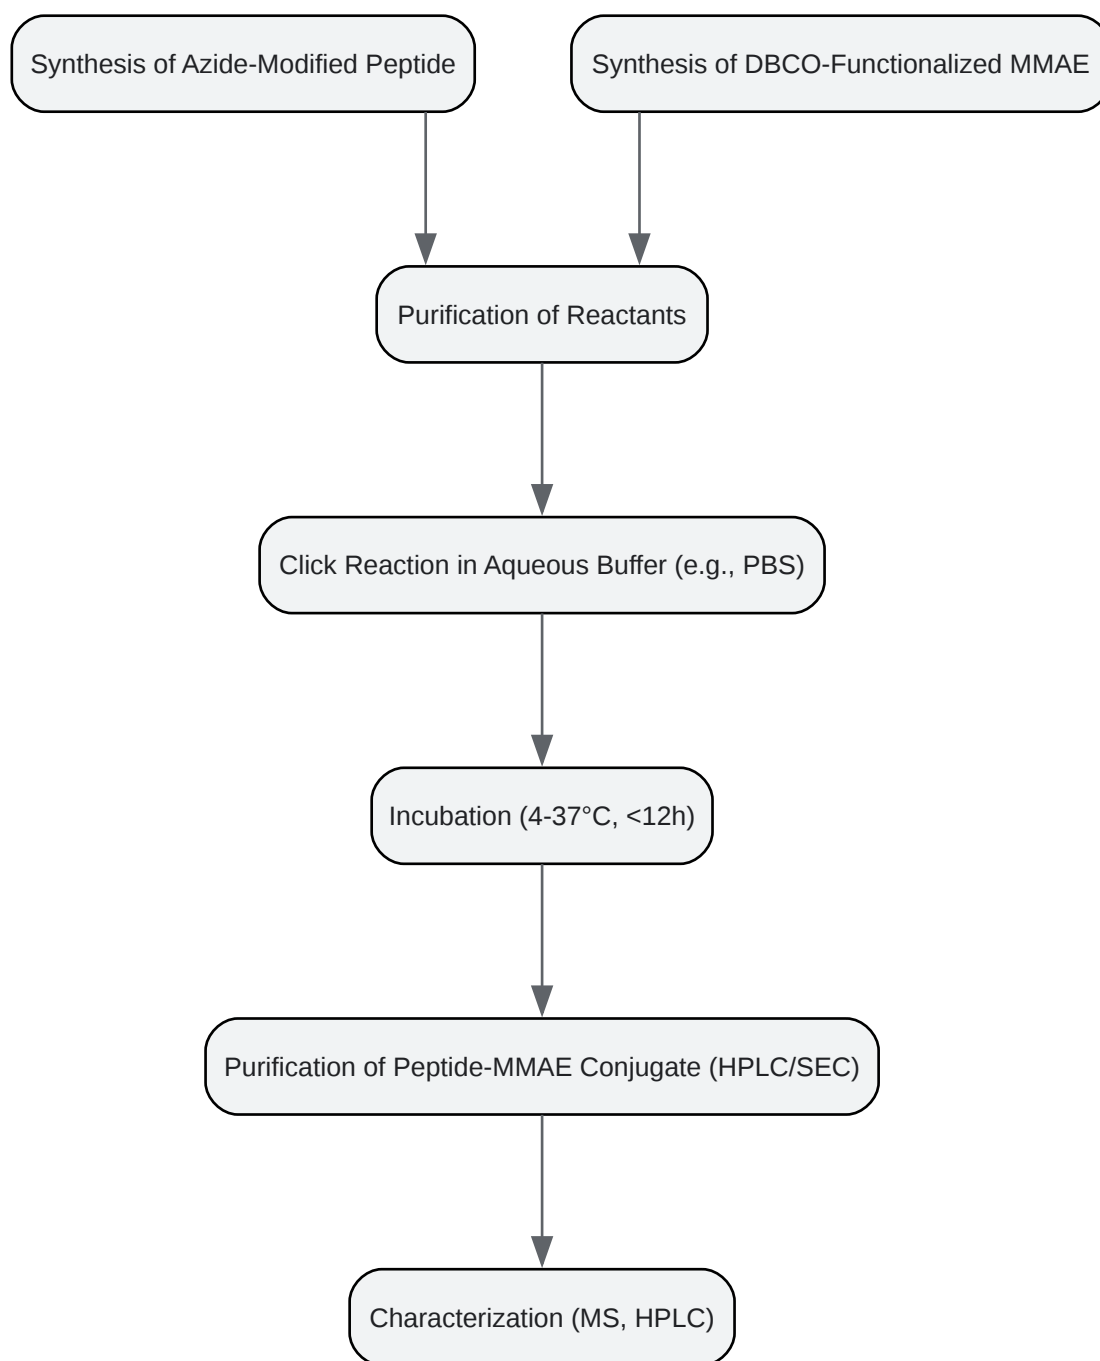 Synthesis of Azide-Modified Peptide
Synthesis of DBCO-Functionalized MMAE
Purification of Reactants
Click Reaction in Aqueous Buffer (e.g., PBS)
Incubation (4-37°C, <12h)
Purification of Peptide-MMAE Conjugate (HPLC/SEC)
Characterization (MS, HPLC)